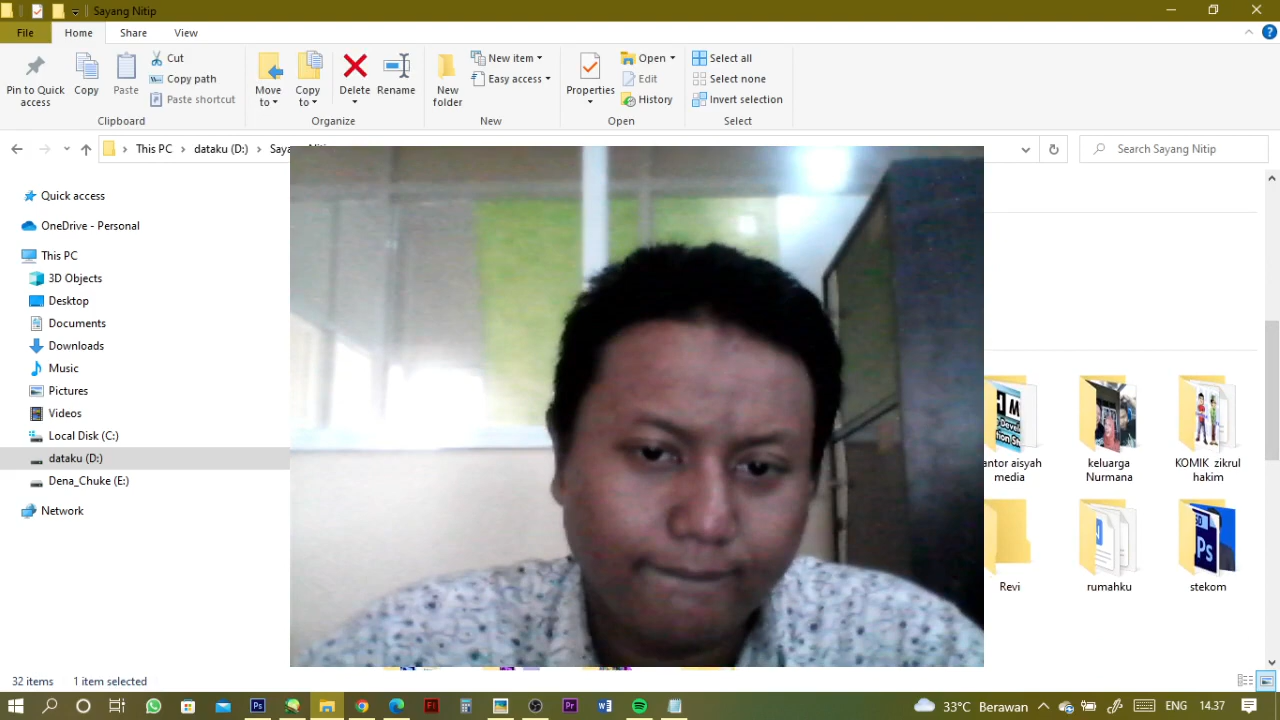 Sayang Nitip
File Home Share View
Pin to Quick access
Copy
Paste
Cut
Copy path
Paste shortcut
Move to
Copy to
Delete
Rename
New folder
New item
Easy access
Properties
Open
Edit
History
Select all
Select none
Invert selection
Clipboard Organize New Open Select
This PC dataku (D:)
Search Sayang Nitip
Quick access
OneDrive - Personal
This PC
3D Objects
Desktop
Documents
Downloads
Music
Pictures
Videos
Local Disk (C:)
dataku (D:)
Dena_Chuke (E:)
Network
aisyah
media
keluarga
Nurmana
KOMIK zikrul
hakim
Revi
rumahku
stekom
32 items 1 item selected
33°C Berawan ENG 14.37